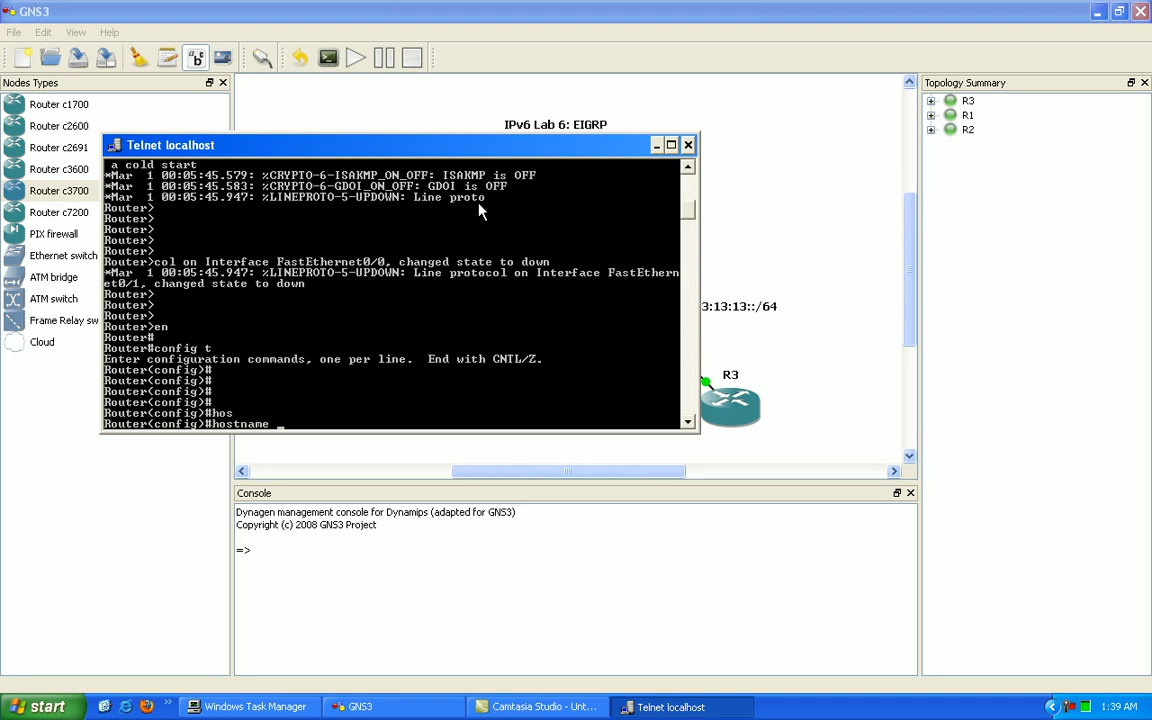 GNS3
File Edit View Help
Nodes Types
Router c1700
Router c2600
Router c2691
Router c3600
Router c3700
Router c7200
PIX firewall
Ethernet switch
ATM bridge
ATM switch
Frame Relay sw
Cloud
IPv6 Lab 6: EIGRP
Telnet localhost
a cold start
*Mar  1 00:05:45.579: %CRYPTO-6-ISAKMP_ON_OFF: ISAKMP is OFF
*Mar  1 00:05:45.583: %CRYPTO-6-GDOI_ON_OFF: GDOI is OFF
*Mar  1 00:05:45.947: %LINEPROTO-5-UPDOWN: Line proto
Router>
Router>
Router>
Router>
Router>
Router>col on Interface FastEthernet0/0, changed state to down
*Mar  1 00:05:45.947: %LINEPROTO-5-UPDOWN: Line protocol on Interface FastEthern
et0/1, changed state to down
Router>
Router>
Router>
Router>en
Router#
Router#config t
Enter configuration commands, one per line.  End with CNTL/Z.
Router(config)#
Router(config)#
Router(config)#
Router(config)#
Router(config)#hos
Router(config)#hostname _
3:13:13::/64
R3
Topology Summary
R3
R1
R2
Console
Dynagen management console for Dynamips (adapted for GNS3)
Copyright (c) 2008 GNS3 Project
=>
start
Windows Task Manager
GNS3
Camtasia Studio - Unt...
Telnet localhost
1:39 AM